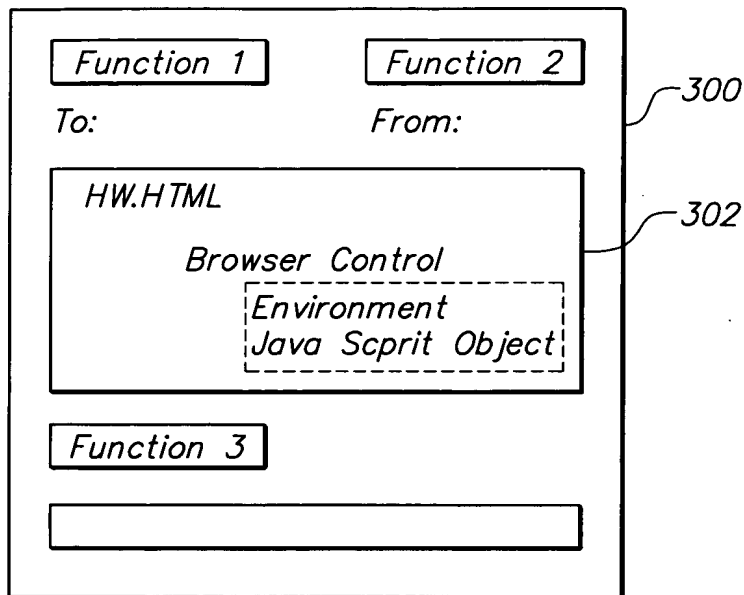 Function 1 Function 2
300
To: From:
HW.HTML
302
Browser Control
Environment
Java Scprit Object
Function 3